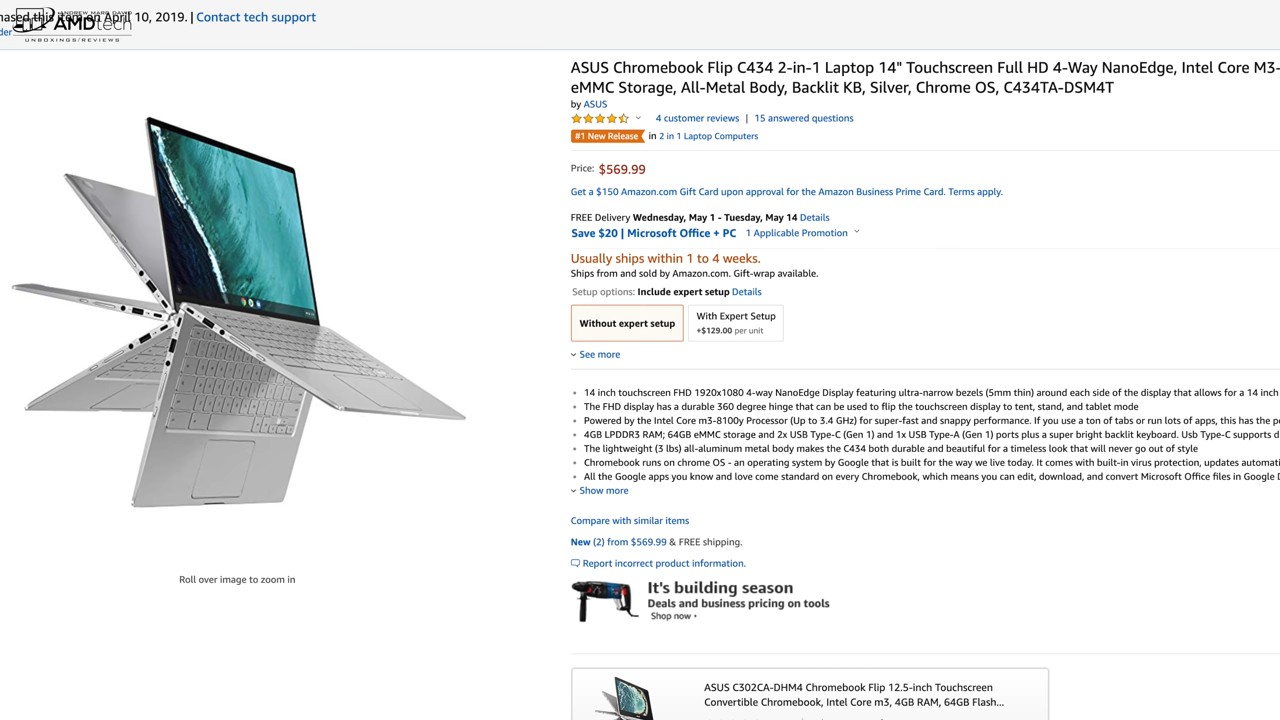 hased this item on April 10, 2019. | Contact tech support
der
ANDREW MARC DAVID
AMDtech
UNBOXINGS/REVIEWS
ASUS Chromebook Flip C434 2-in-1 Laptop 14" Touchscreen Full HD 4-Way NanoEdge, Intel Core M3-
eMMC Storage, All-Metal Body, Backlit KB, Silver, Chrome OS, C434TA-DSM4T
by ASUS
4 customer reviews | 15 answered questions
#1 New Release in 2 in 1 Laptop Computers
Price: $569.99
Get a $150 Amazon.com Gift Card upon approval for the Amazon Business Prime Card. Terms apply.
FREE Delivery Wednesday, May 1 - Tuesday, May 14 Details
Save $20 | Microsoft Office + PC 1 Applicable Promotion
Usually ships within 1 to 4 weeks.
Ships from and sold by Amazon.com. Gift-wrap available.
Setup options: Include expert setup Details
Without expert setup
With Expert Setup
+$129.00 per unit
See more
14 inch touchscreen FHD 1920x1080 4-way NanoEdge Display featuring ultra-narrow bezels (5mm thin) around each side of the display that allows for a 14 inch
The FHD display has a durable 360 degree hinge that can be used to flip the touchscreen display to tent, stand, and tablet mode
Powered by the Intel Core m3-8100y Processor (Up to 3.4 GHz) for super-fast and snappy performance. If you use a ton of tabs or run lots of apps, this has the p
4GB LPDDR3 RAM; 64GB eMMC storage and 2x USB Type-C (Gen 1) and 1x USB Type-A (Gen 1) ports plus a super bright backlit keyboard. Usb Type-C supports d
The lightweight (3 lbs) all-aluminum metal body makes the C434 both durable and beautiful for a timeless look that will never go out of style
Chromebook runs on chrome OS - an operating system by Google that is built for the way we live today. It comes with built-in virus protection, updates automati
All the Google apps you know and love come standard on every Chromebook, which means you can edit, download, and convert Microsoft Office files in Google D
Show more
Compare with similar items
New (2) from $569.99 & FREE shipping.
Report incorrect product information.
Roll over image to zoom in
It's building season
Deals and business pricing on tools
Shop now
ASUS C302CA-DHM4 Chromebook Flip 12.5-inch Touchscreen
Convertible Chromebook, Intel Core m3, 4GB RAM, 64GB Flash...